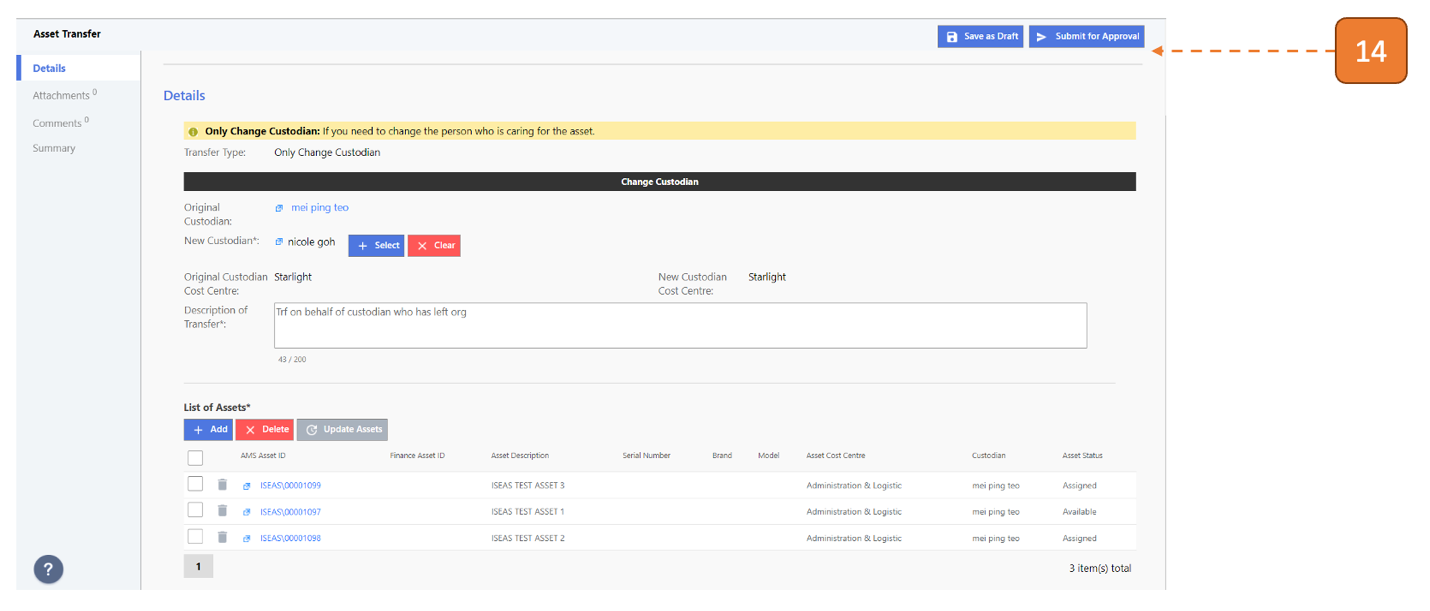 Asset Transfer
Save as Draft
Submit for Approval
14
Details
Attachments 0
Comments 0
Summary
Details
Only Change Custodian: If you need to change the person who is caring for the asset.
Transfer Type: Only Change Custodian
Change Custodian
Original Custodian: mei ping teo
New Custodian*: nicole goh + Select × Clear
Original Custodian Cost Centre: Starlight
New Custodian Cost Centre: Starlight
Description of Transfer*: Trf on behalf of custodian who has left org
43 / 200
List of Assets*
+ Add × Delete Update Assets
AMS Asset ID Finance Asset ID Asset Description Serial Number Brand Model Asset Cost Centre Custodian Asset Status
ISEAS\00001099 ISEAS TEST ASSET 3 Administration & Logistic mei ping teo Assigned
ISEAS\00001097 ISEAS TEST ASSET 1 Administration & Logistic mei ping teo Available
ISEAS\00001098 ISEAS TEST ASSET 2 Administration & Logistic mei ping teo Assigned
1
3 item(s) total
?